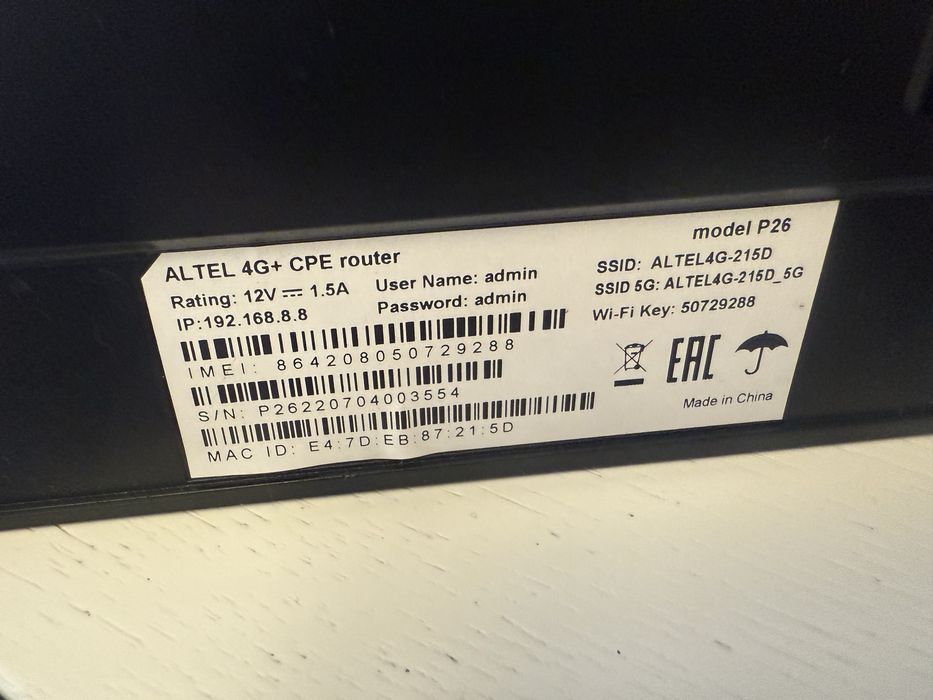 ALTEL 4G+ CPE router
model P26
Rating: 12V ⎓ 1.5A
User Name: admin
SSID: ALTEL4G-215D
IP:192.168.8.8
Password: admin
SSID 5G: ALTEL4G-215D_5G
Wi-Fi Key: 50729288
IMEI: 864208050729288
S/N: P26220704003554
MAC ID: E4:7D:EB:87:21:5D
EAC
Made in China